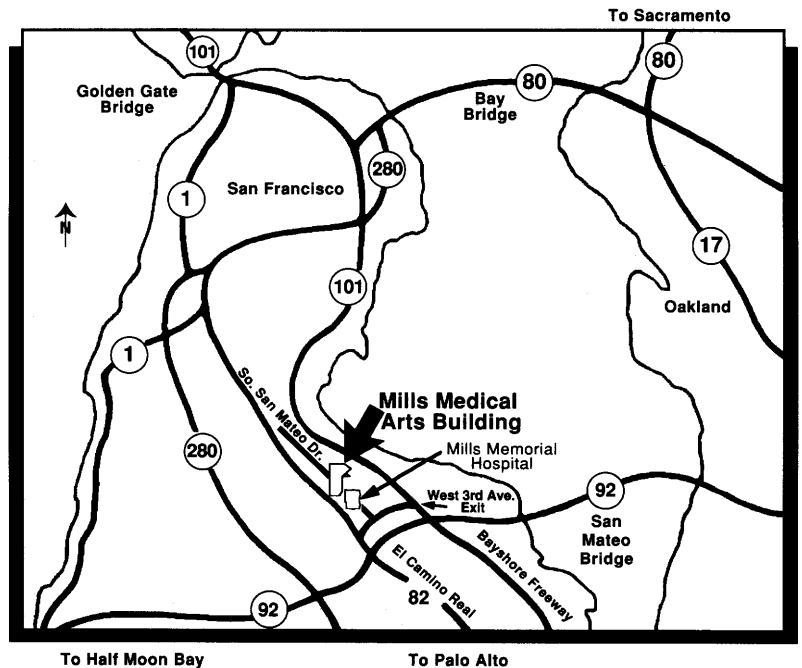 To Sacramento
101
80
80
Golden Gate
Bridge
Bay
Bridge
280
San Francisco
1
N
17
101
Oakland
1
So. San Mateo Dr.
Mills Medical
Arts Building
280
Mills Memorial
Hospital
92
West 3rd Ave.
Exit
San
Mateo
Bridge
El Camino Real
Bayshore Freeway
82
92
To Half Moon Bay
To Palo Alto